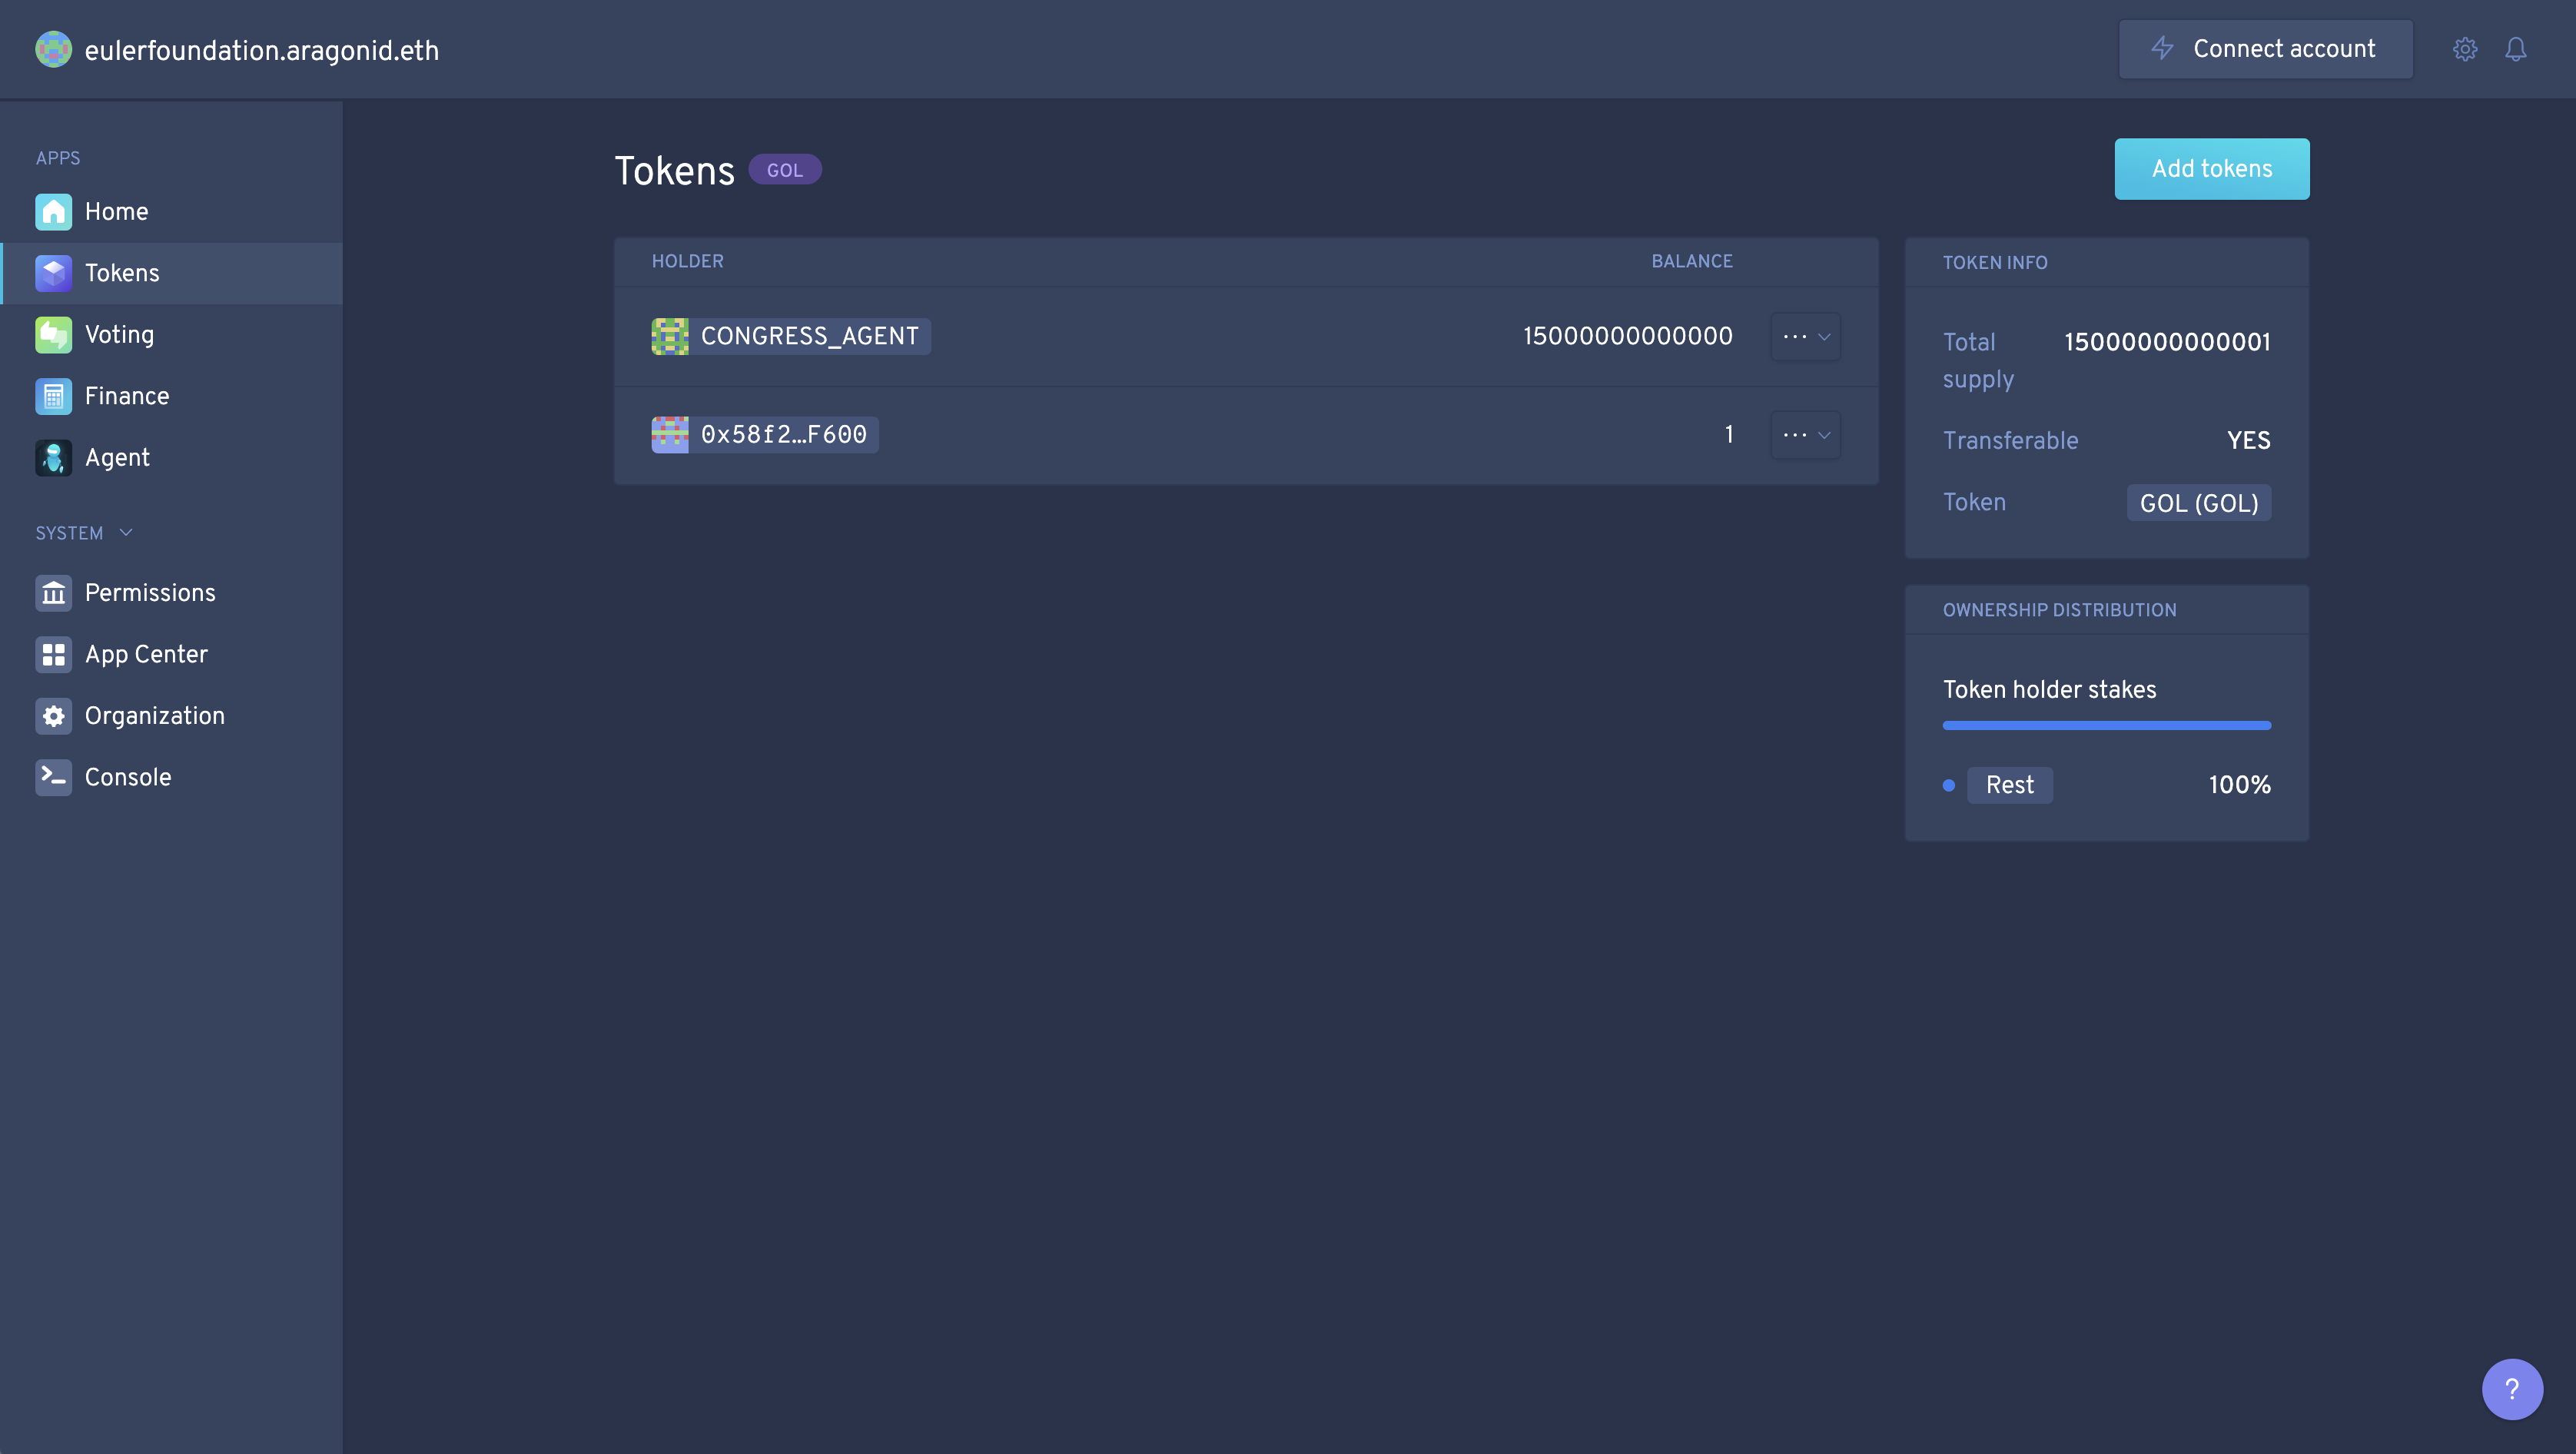 eulerfoundation.aragonid.eth
Connect account
APPS
Home
Tokens
Voting
Finance
Agent
SYSTEM
Permissions
App Center
Organization
Console
Tokens GOL
Add tokens
HOLDER BALANCE
CONGRESS_AGENT 15000000000000
0x58f2…F600 1
TOKEN INFO
Total supply 15000000000001
Transferable YES
Token GOL (GOL)
OWNERSHIP DISTRIBUTION
Token holder stakes
Rest 100%
?